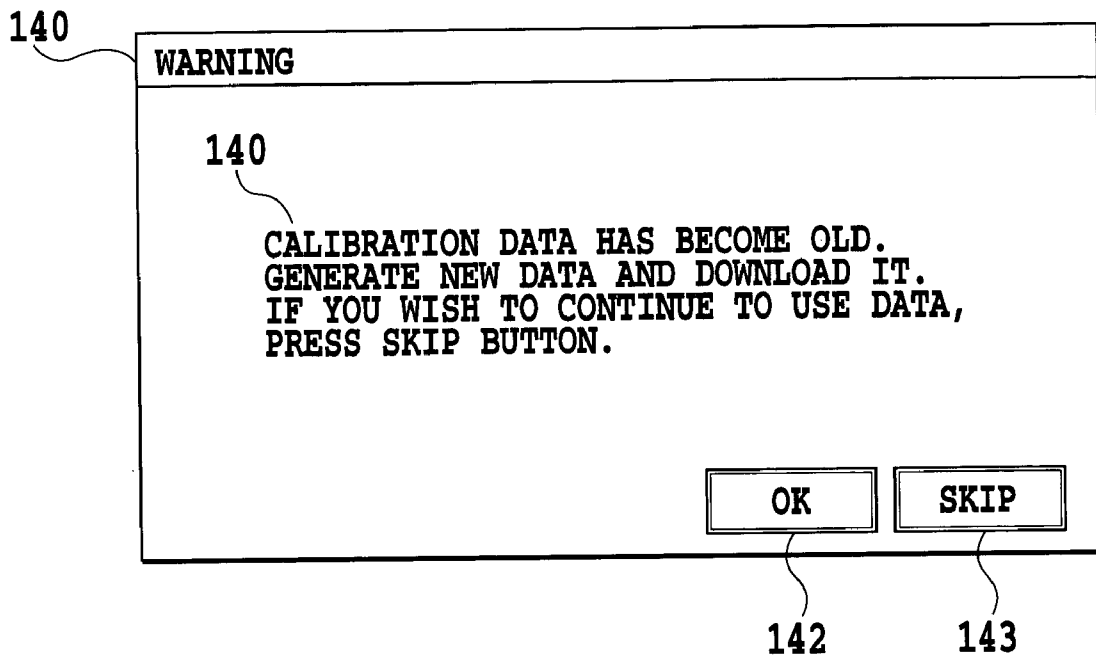 140
WARNING
140
CALIBRATION DATA HAS BECOME OLD.
GENERATE NEW DATA AND DOWNLOAD IT.
IF YOU WISH TO CONTINUE TO USE DATA,
PRESS SKIP BUTTON.
OK SKIP
142 143